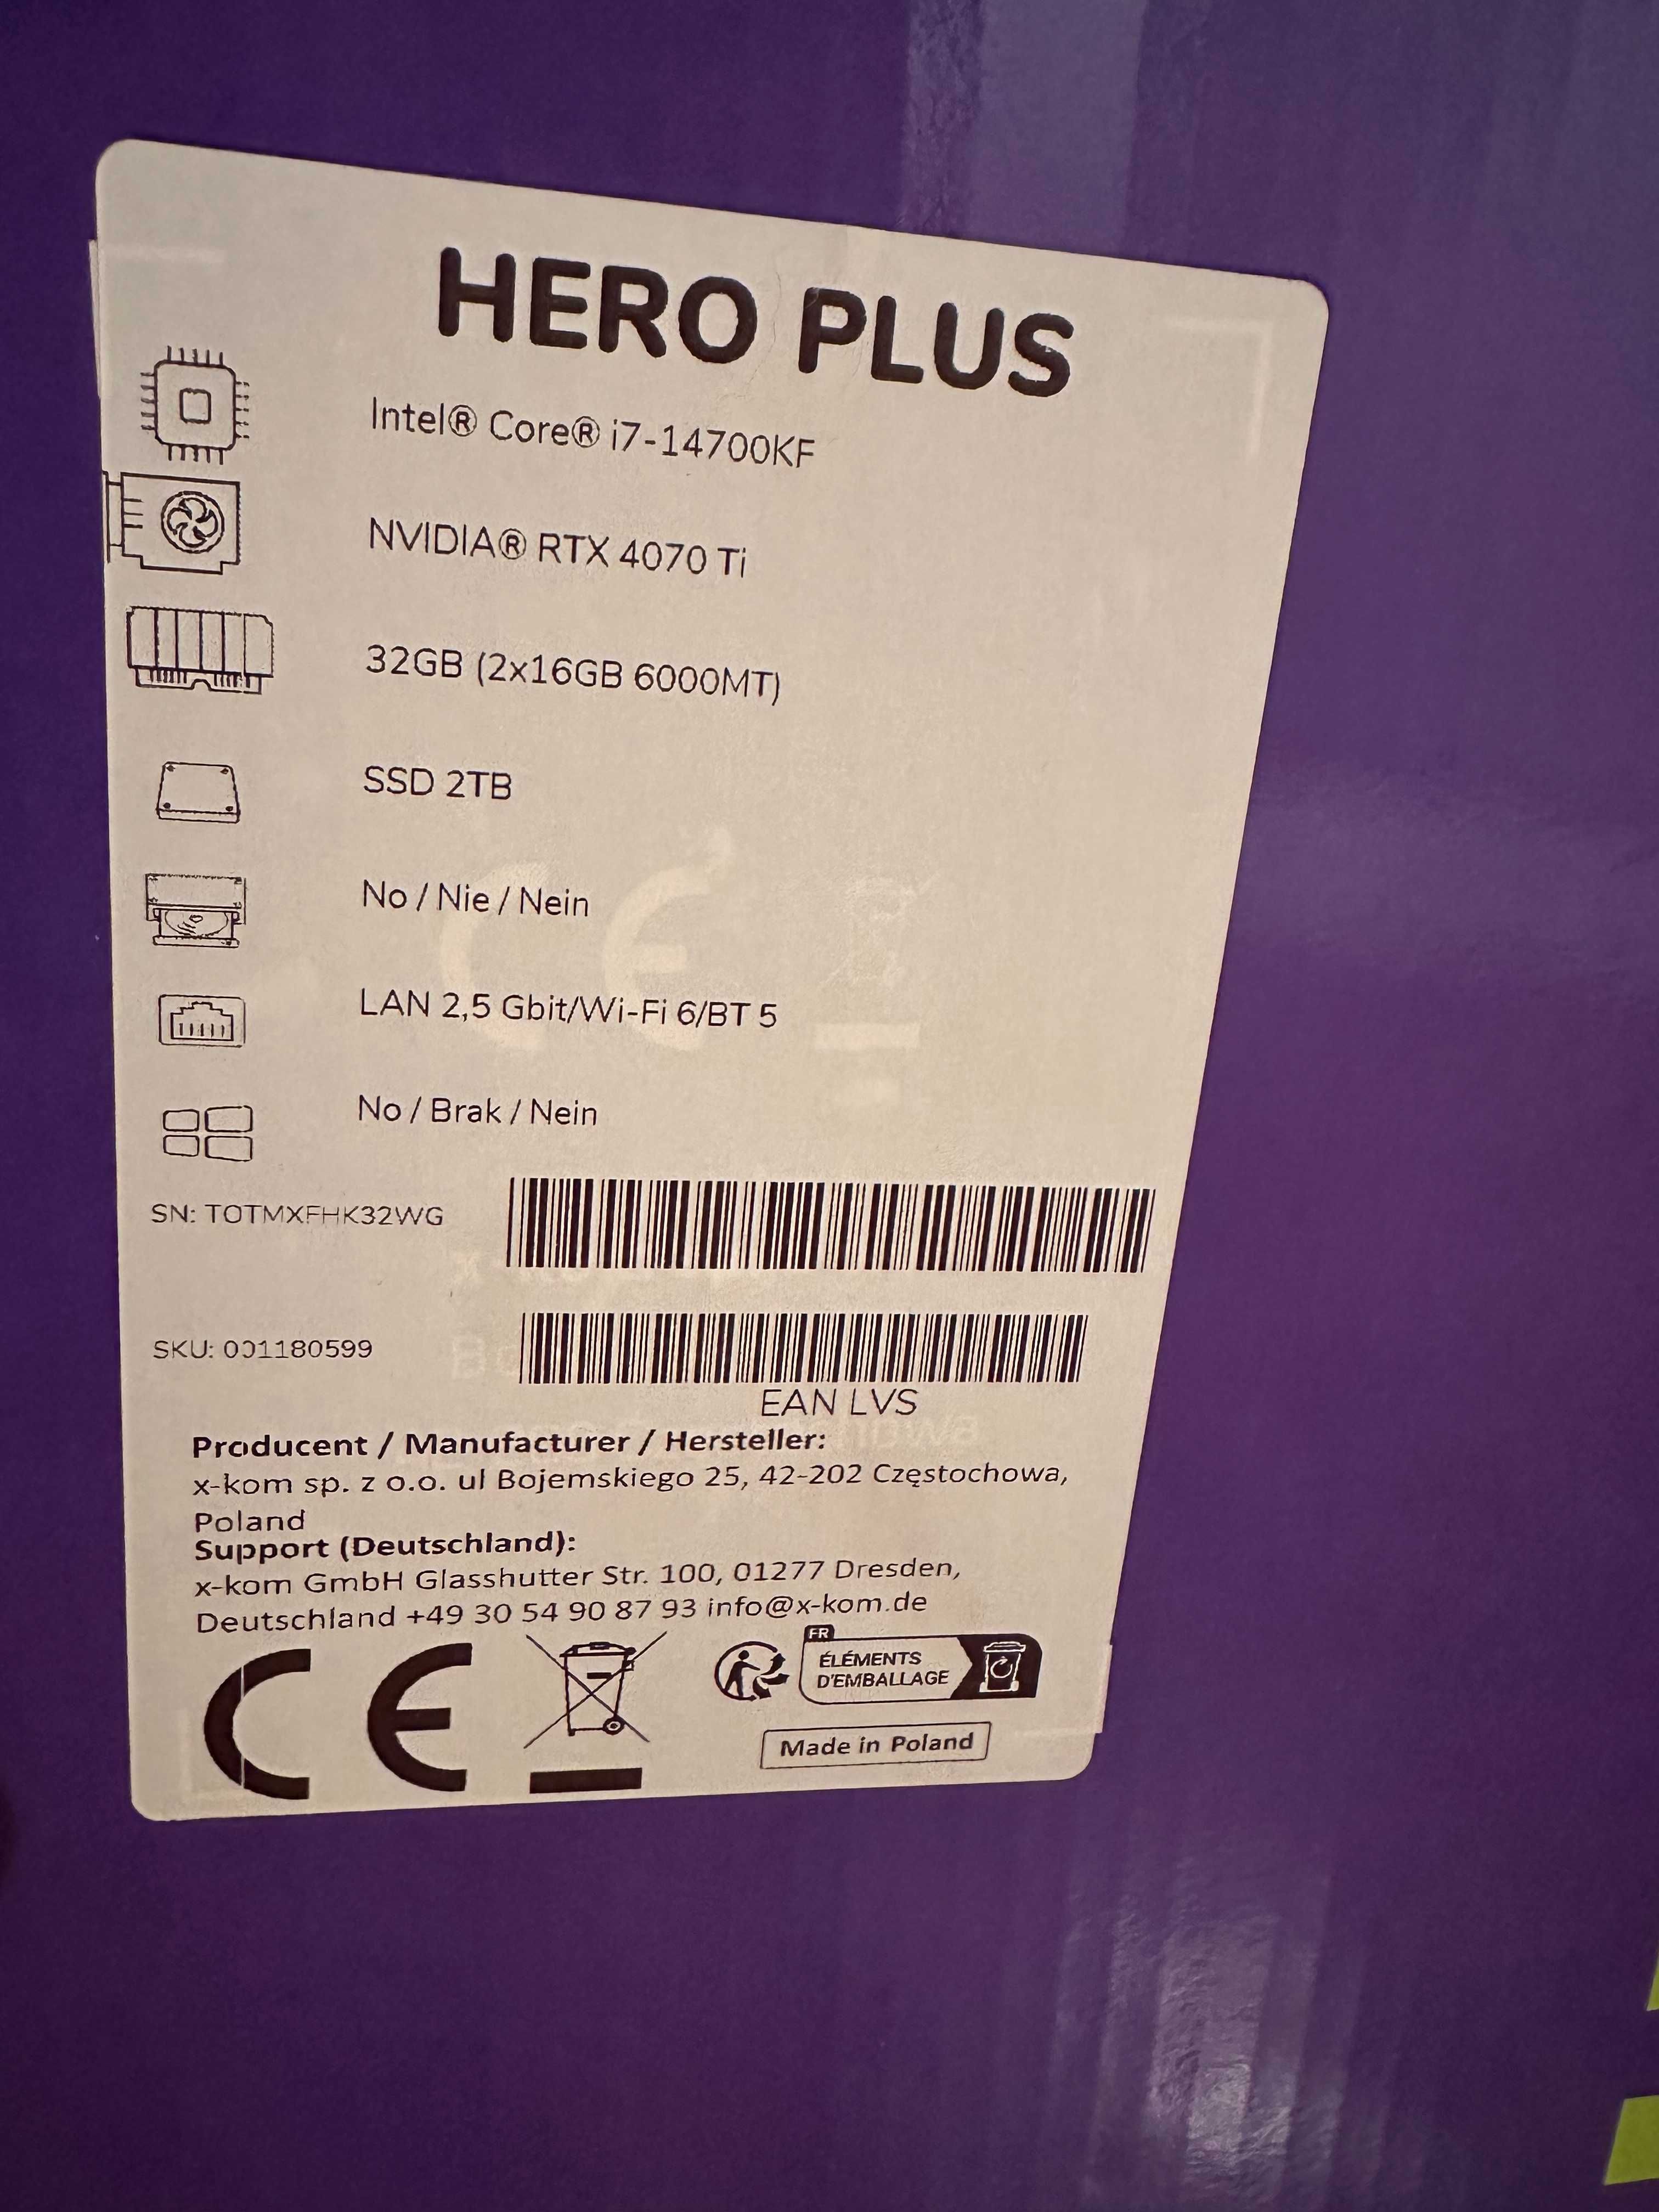 HERO PLUS
Intel® Core® i7-14700KF
NVIDIA® RTX 4070 Ti
32GB (2x16GB 6000MT)
SSD 2TB
No / Nie / Nein
LAN 2,5 Gbit/Wi-Fi 6/BT 5
No / Brak / Nein
SN: TOTMXFHK32WG
SKU: 001180599
EAN LVS
Producent / Manufacturer / Hersteller:
x-kom sp. z o.o. ul Bojemskiego 25, 42-202 Częstochowa,
Poland
Support (Deutschland):
x-kom GmbH Glasshutter Str. 100, 01277 Dresden,
Deutschland +49 30 54 90 87 93 info@x-kom.de
CE
FR
ÉLÉMENTS
D'EMBALLAGE
Made in Poland